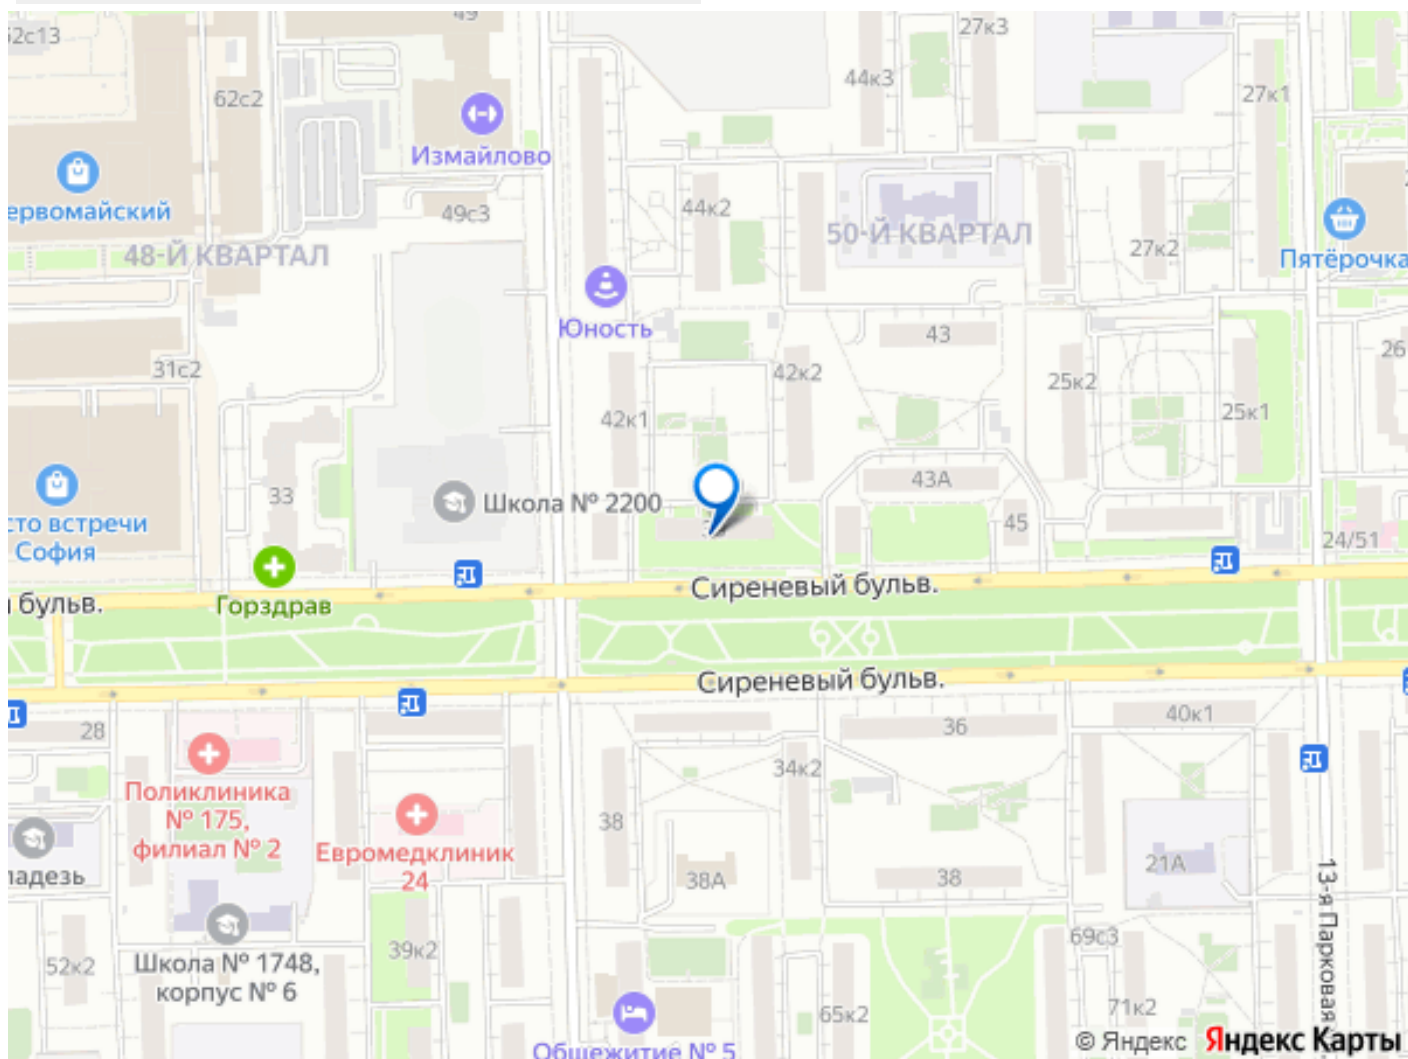 49
27к3
2с13
44к3
62с2
27к1
Измайлово
ервомайский
49с3
44к2
50-Й КВАРТАЛ
48-Й КВАРТАЛ
27к2
Пятёрочка
Юность
43
31с2
42к2
26
25к2
42к1
25к1
33
43А
Школа № 2200
45
сто встречи
София
24/51
Сиреневый бульв.
бульв.
Горздрав
Сиреневый бульв.
28
36
40к1
34к2
Поликлиника
№ 175,
филиал № 2
38
Евромедклиник
24
21А
38А
38
ладезь
13-я Парковая
69с3
39к2
52к2
Школа № 1748,
корпус № 6
65к2
71к2
Общежитие № 5
© Яндекс Яндекс Карты